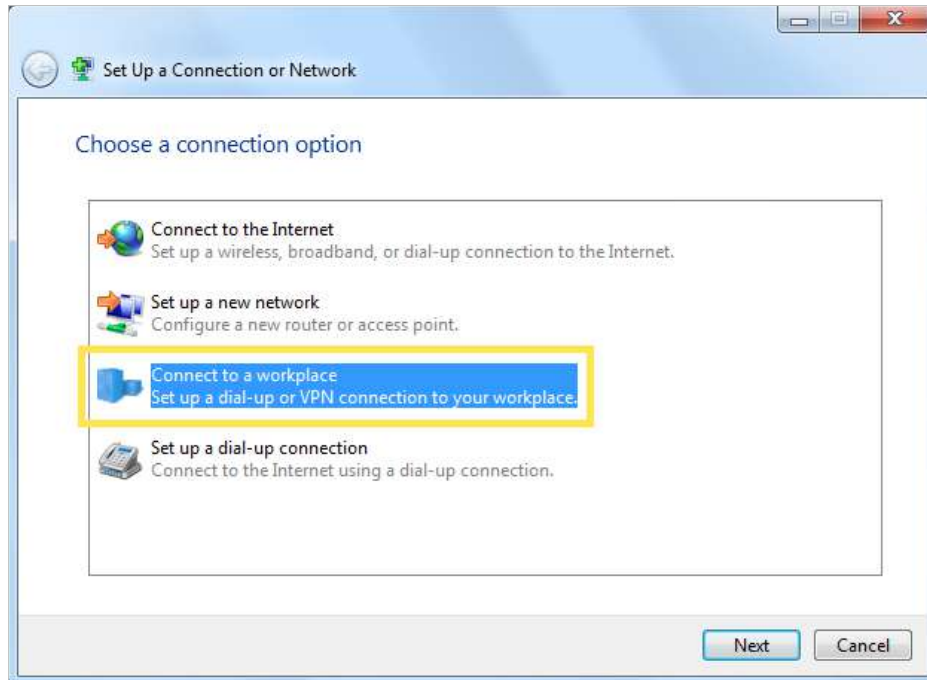 Set Up a Connection or Network
Choose a connection option
Connect to the Internet
Set up a wireless, broadband, or dial-up connection to the Internet.
Set up a new network
Configure a new router or access point.
Connect to a workplace
Set up a dial-up or VPN connection to your workplace.
Set up a dial-up connection
Connect to the Internet using a dial-up connection.
Next Cancel